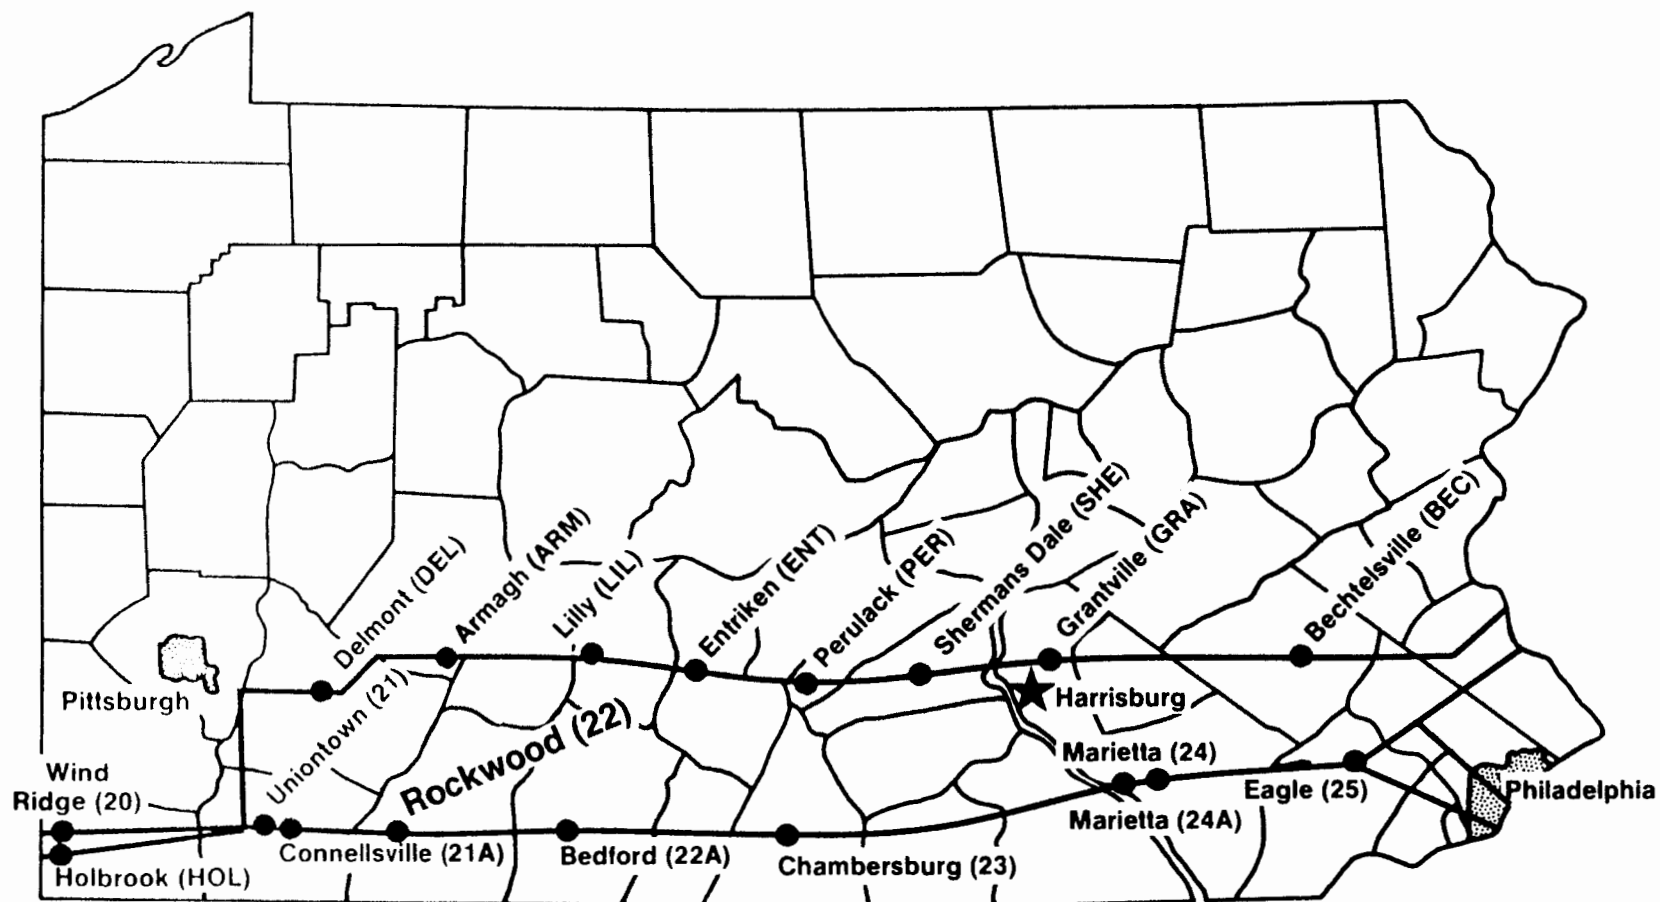 Delmont (DEL)
Armagh (ARM)
Lilly (LIL)
Entriken (ENT)
Perulack (PER)
Shermans Dale (SHE)
Grantville (GRA)
Bechtelsville (BEC)
Pittsburgh
Uniontown (21)
Rockwood (22)
Harrisburg
Marietta (24)
Wind
Ridge (20)
Eagle (25)
Philadelphia
Marietta (24A)
Connellsville (21A)
Bedford (22A)
Chambersburg (23)
Holbrook (HOL)